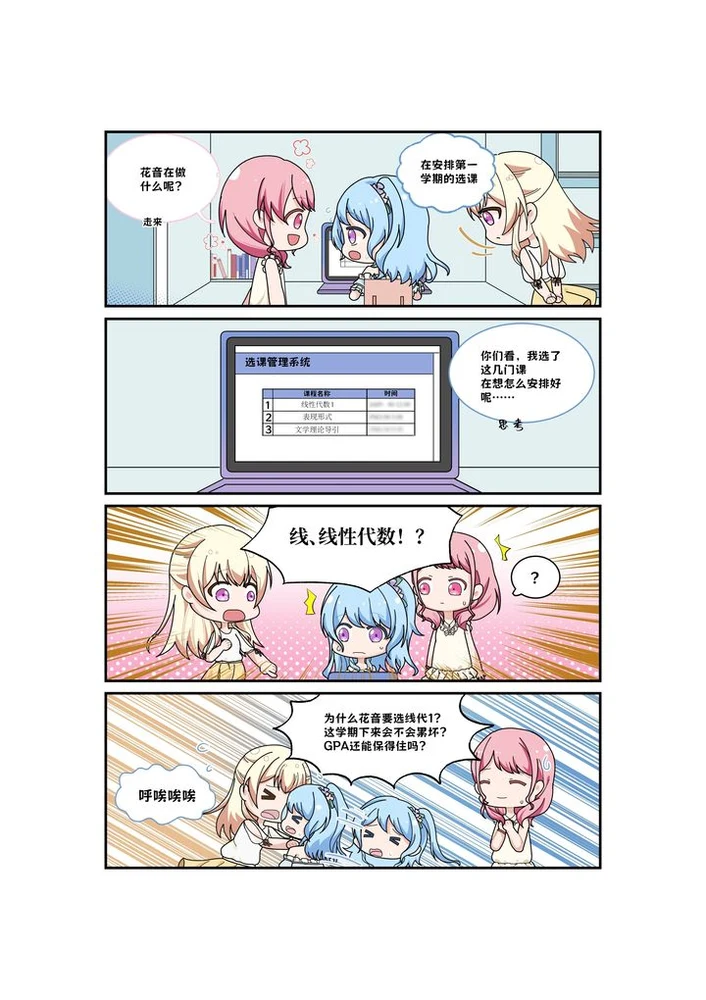 花音在做
什么呢？
走来
在安排第一
学期的选课
你们看，我选了
这几门课
在想怎么安排好
呢……
思考
选课管理系统
课程名称 时间
1 线性代数1
2 表现形式
3 文学理论导引
线、线性代数！？
？
为什么花音要选线代1？
这学期下来会不会累坏？
GPA还能保得住吗？
呼唉唉唉